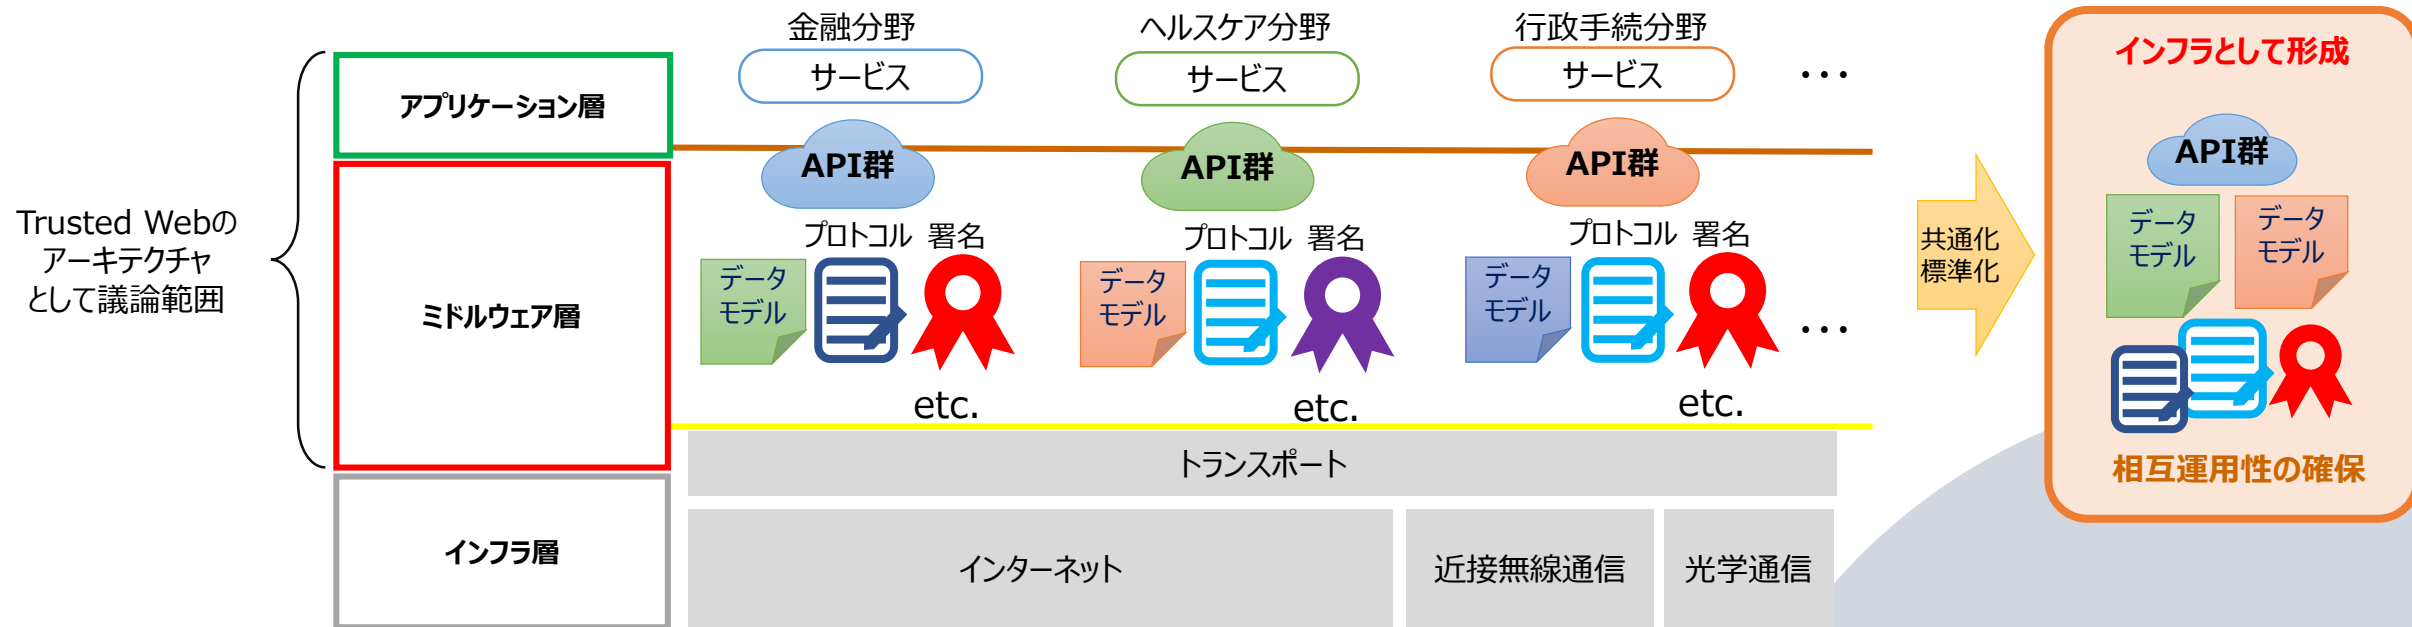 Trusted Webの
アーキテクチャ
として議論範囲
アプリケーション層
ミドルウェア層
インフラ層
金融分野
サービス
API群
プロトコル 署名
データ
モデル
etc.
ヘルスケア分野
サービス
API群
プロトコル 署名
データ
モデル
etc.
行政手続分野
サービス
API群
プロトコル 署名
データ
モデル
etc.
・・・
・・・
トランスポート
インターネット
近接無線通信
光学通信
共通化
標準化
インフラとして形成
API群
データ
モデル
データ
モデル
相互運用性の確保